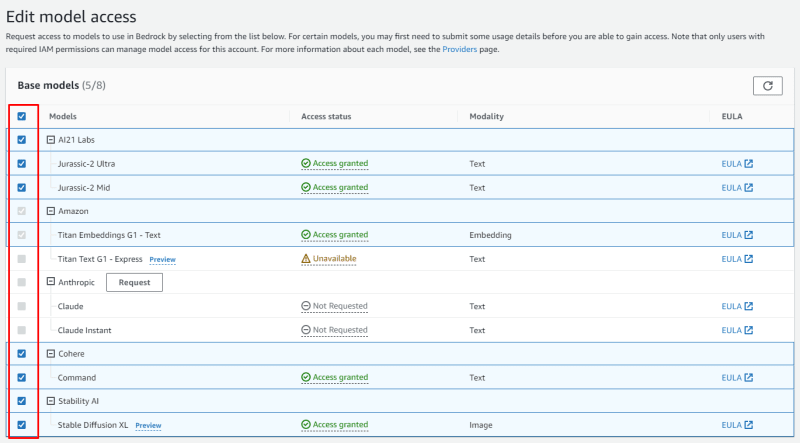 Edit model access
Request access to models to use in Bedrock by selecting from the list below. For certain models, you may first need to submit some usage details before you are able to gain access. Note that only users with
required IAM permissions can manage model access for this account. For more information about each model, see the Providers page.
Base models (5/8)
Models Access status Modality EULA
AI21 Labs
Jurassic-2 Ultra Access granted Text EULA
Jurassic-2 Mid Access granted Text EULA
Amazon
Titan Embeddings G1 - Text Access granted Embedding EULA
Titan Text G1 - Express Preview Unavailable Text EULA
Anthropic Request
Claude Not Requested Text EULA
Claude Instant Not Requested Text EULA
Cohere
Command Access granted Text EULA
Stability AI
Stable Diffusion XL Preview Access granted Image EULA